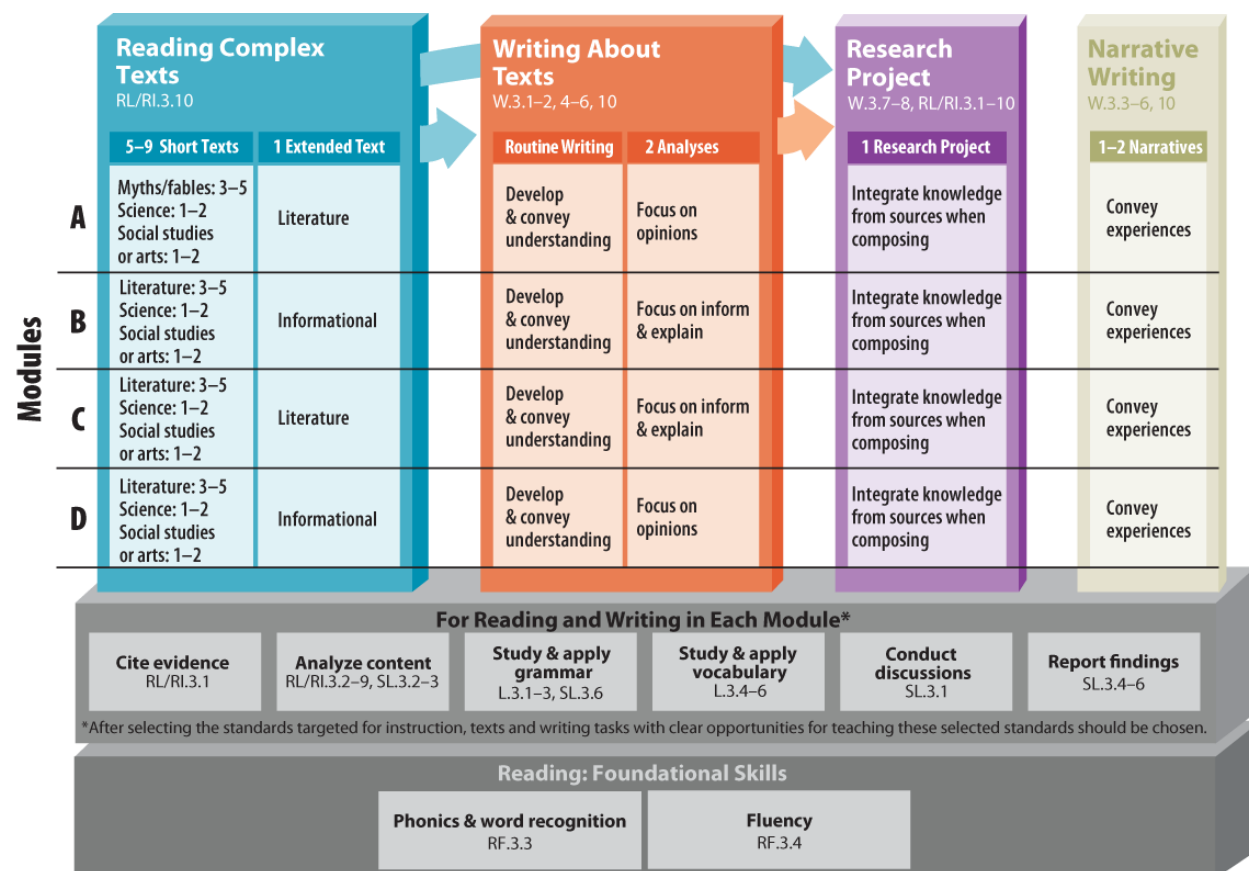 Reading Complex
Texts
RL/RI.3.10
Writing About
Texts
W.3.1–2, 4–6, 10
Research
Project
W.3.7–8, RL/RI.3.1–10
Narrative
Writing
W.3.3–6, 10
5–9 Short Texts
1 Extended Text
Routine Writing
2 Analyses
1 Research Project
1–2 Narratives
Modules
A
Myths/fables: 3–5
Science: 1–2
Social studies
or arts: 1–2
Literature
Develop
& convey
understanding
Focus on
opinions
Integrate knowledge
from sources when
composing
Convey
experiences
B
Literature: 3–5
Science: 1–2
Social studies
or arts: 1–2
Informational
Develop
& convey
understanding
Focus on inform
& explain
Integrate knowledge
from sources when
composing
Convey
experiences
C
Literature: 3–5
Science: 1–2
Social studies
or arts: 1–2
Literature
Develop
& convey
understanding
Focus on inform
& explain
Integrate knowledge
from sources when
composing
Convey
experiences
D
Literature: 3–5
Science: 1–2
Social studies
or arts: 1–2
Informational
Develop
& convey
understanding
Focus on
opinions
Integrate knowledge
from sources when
composing
Convey
experiences
For Reading and Writing in Each Module*
Cite evidence
RL/RI.3.1
Analyze content
RL/RI.3.2–9, SL.3.2–3
Study & apply
grammar
L.3.1–3, SL.3.6
Study & apply
vocabulary
L.3.4–6
Conduct
discussions
SL.3.1
Report findings
SL.3.4–6
*After selecting the standards targeted for instruction, texts and writing tasks with clear opportunities for teaching these selected standards should be chosen.
Reading: Foundational Skills
Phonics & word recognition
RF.3.3
Fluency
RF.3.4